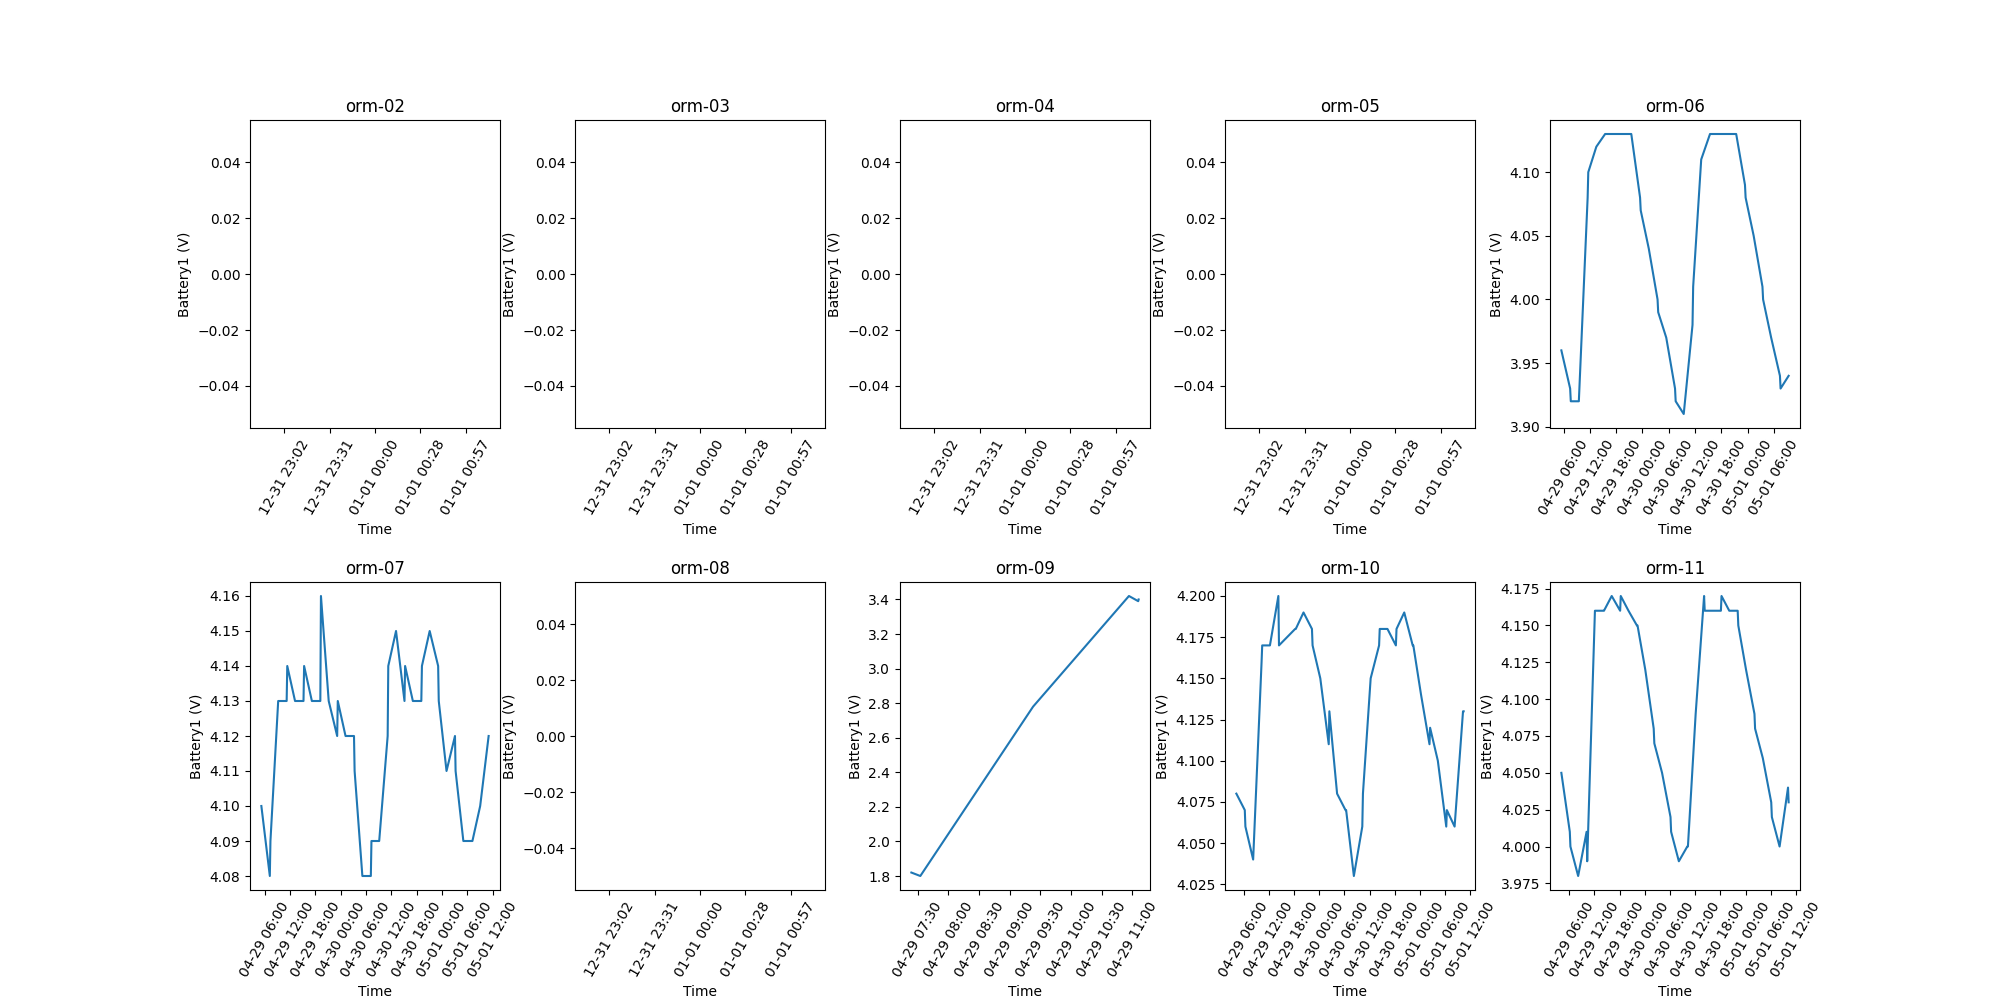 orm-02 orm-03 orm-04 orm-05 orm-06
Battery1 (V) Battery1 (V) Battery1 (V) Battery1 (V) Battery1 (V)
0.04 0.04 0.04 0.04 4.10
0.02 0.02 0.02 0.02 4.05
0.00 0.00 0.00 0.00 4.00
−0.02 −0.02 −0.02 −0.02 3.95
−0.04 −0.04 −0.04 −0.04 3.90
12-31 23:02 12-31 23:31 01-01 00:00 01-01 00:28 01-01 00:57
12-31 23:02 12-31 23:31 01-01 00:00 01-01 00:28 01-01 00:57
12-31 23:02 12-31 23:31 01-01 00:00 01-01 00:28 01-01 00:57
12-31 23:02 12-31 23:31 01-01 00:00 01-01 00:28 01-01 00:57
04-29 06:00 04-29 12:00 04-29 18:00 04-30 00:00 04-30 06:00 04-30 12:00 04-30 18:00 05-01 00:00 05-01 06:00
Time Time Time Time Time
orm-07
Battery1 (V)
4.16
4.15
4.14
4.13
4.12
4.11
4.10
4.09
4.08
04-29 06:00 04-29 12:00 04-29 18:00 04-30 00:00 04-30 06:00 04-30 12:00 04-30 18:00 05-01 00:00 05-01 06:00 05-01 12:00
Time
orm-08
Battery1 (V)
0.04
0.02
0.00
−0.02
−0.04
12-31 23:02 12-31 23:31 01-01 00:00 01-01 00:28 01-01 00:57
Time
orm-09
Battery1 (V)
3.4
3.2
3.0
2.8
2.6
2.4
2.2
2.0
1.8
04-29 07:30 04-29 08:00 04-29 08:30 04-29 09:00 04-29 09:30 04-29 10:00 04-29 10:30 04-29 11:00
Time
orm-10
Battery1 (V)
4.200
4.175
4.150
4.125
4.100
4.075
4.050
4.025
04-29 06:00 04-29 12:00 04-29 18:00 04-30 00:00 04-30 06:00 04-30 12:00 04-30 18:00 05-01 00:00 05-01 06:00 05-01 12:00
Time
orm-11
Battery1 (V)
4.175
4.150
4.125
4.100
4.075
4.050
4.025
4.000
3.975
04-29 06:00 04-29 12:00 04-29 18:00 04-30 00:00 04-30 06:00 04-30 12:00 04-30 18:00 05-01 00:00 05-01 06:00 05-01 12:00
Time